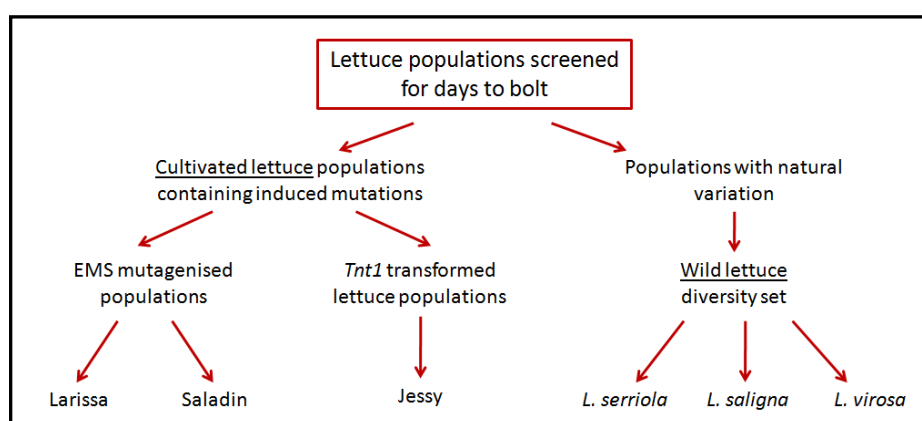 Lettuce populations screened
for days to bolt
Cultivated lettuce populations
containing induced mutations
Populations with natural
variation
EMS mutagenised
populations
Tnt1 transformed
lettuce populations
Wild lettuce
diversity set
Larissa
Saladin
Jessy
L. serriola
L. saligna
L. virosa